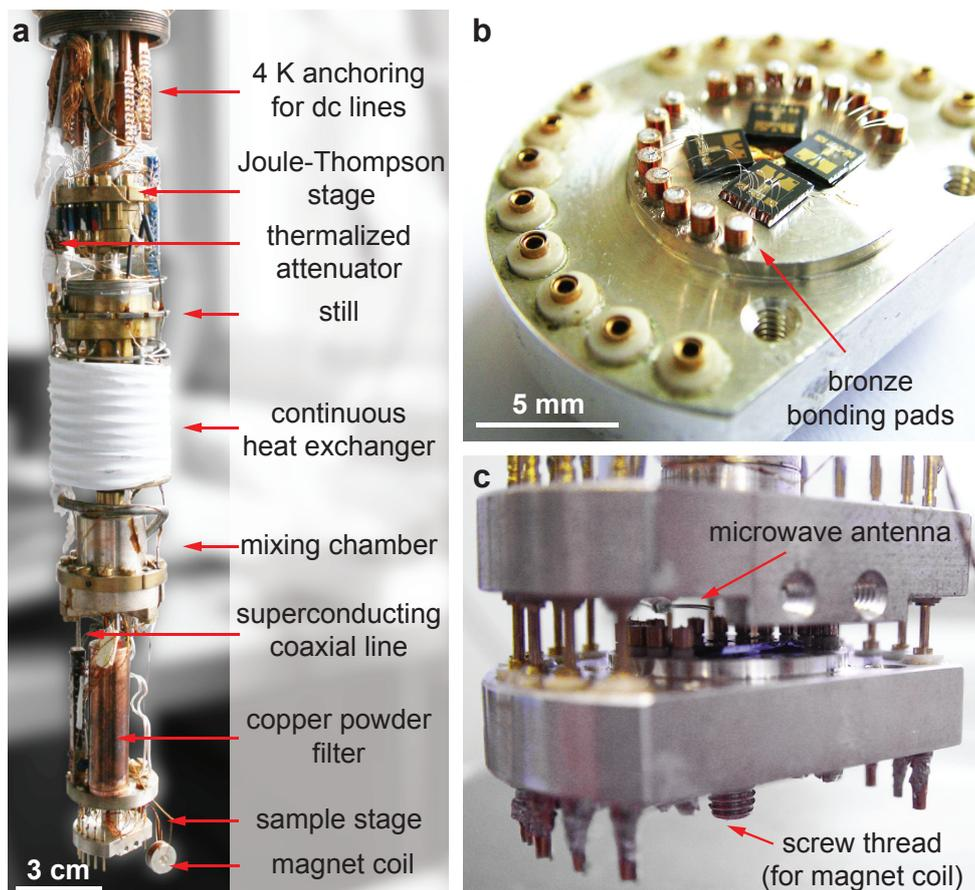 a
4 K anchoring
for dc lines
Joule-Thompson
stage
thermalized
attenuator
still
continuous
heat exchanger
mixing chamber
superconducting
coaxial line
copper powder
filter
sample stage
magnet coil
3 cm
b
bronze
bonding pads
5 mm
c
microwave antenna
screw thread
(for magnet coil)